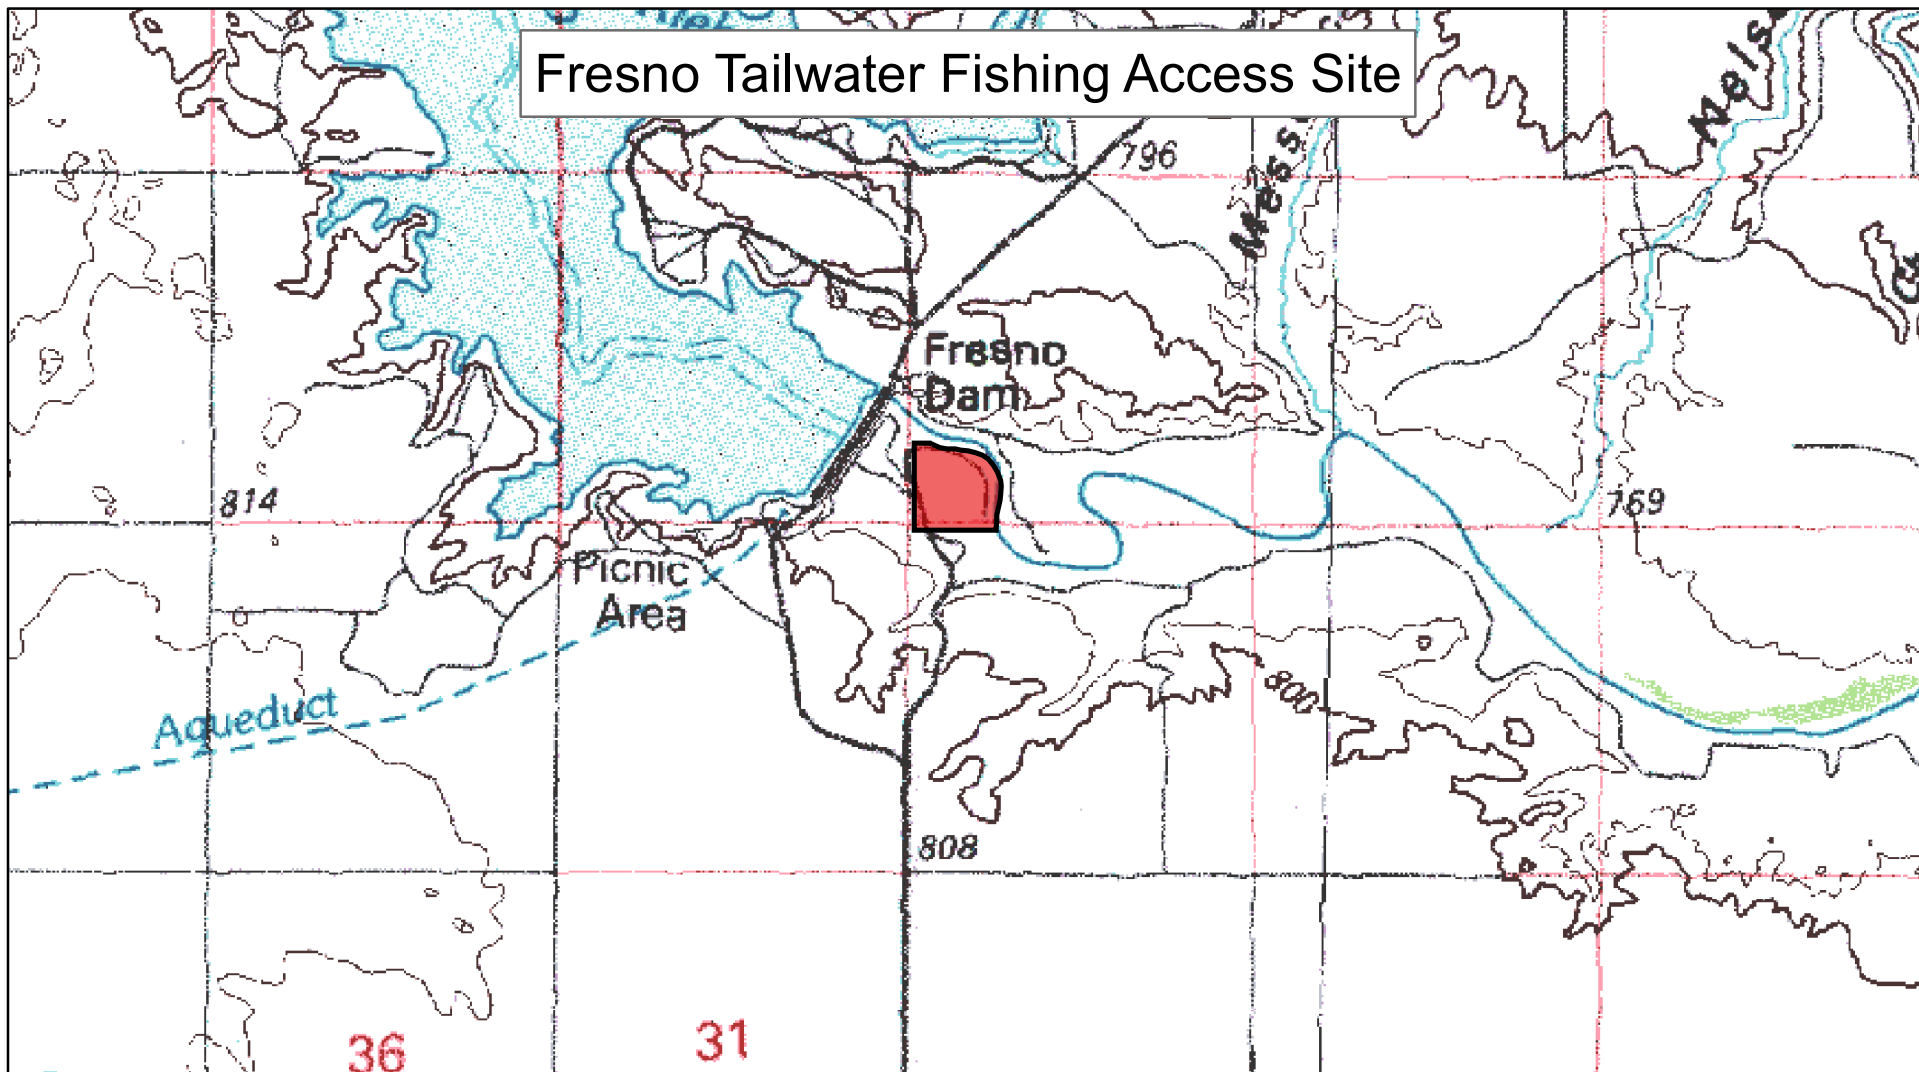 Fresno Tailwater Fishing Access Site
796
Fresno
Dam
814
769
Picnic
Area
Aqueduct
800
808
36
31